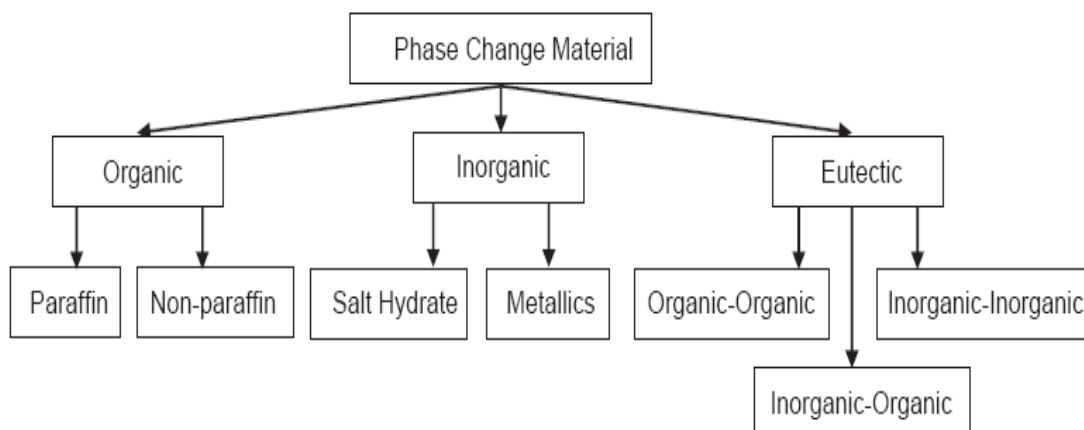 Phase Change Material
Organic
Inorganic
Eutectic
Paraffin
Non-paraffin
Salt Hydrate
Metallics
Organic-Organic
Inorganic-Inorganic
Inorganic-Organic